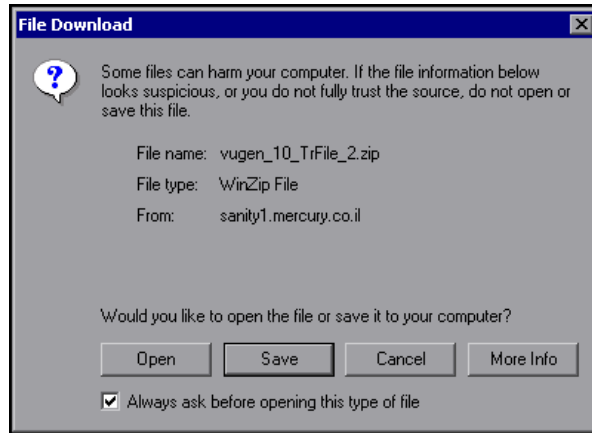 File Download
Some files can harm your computer. If the file information below
looks suspicious, or you do not fully trust the source, do not open or
save this file.
File name: vugen_10_TrFile_2.zip
File type: WinZip File
From: sanity1.mercury.co.il
Would you like to open the file or save it to your computer?
Open Save Cancel More Info
Always ask before opening this type of file